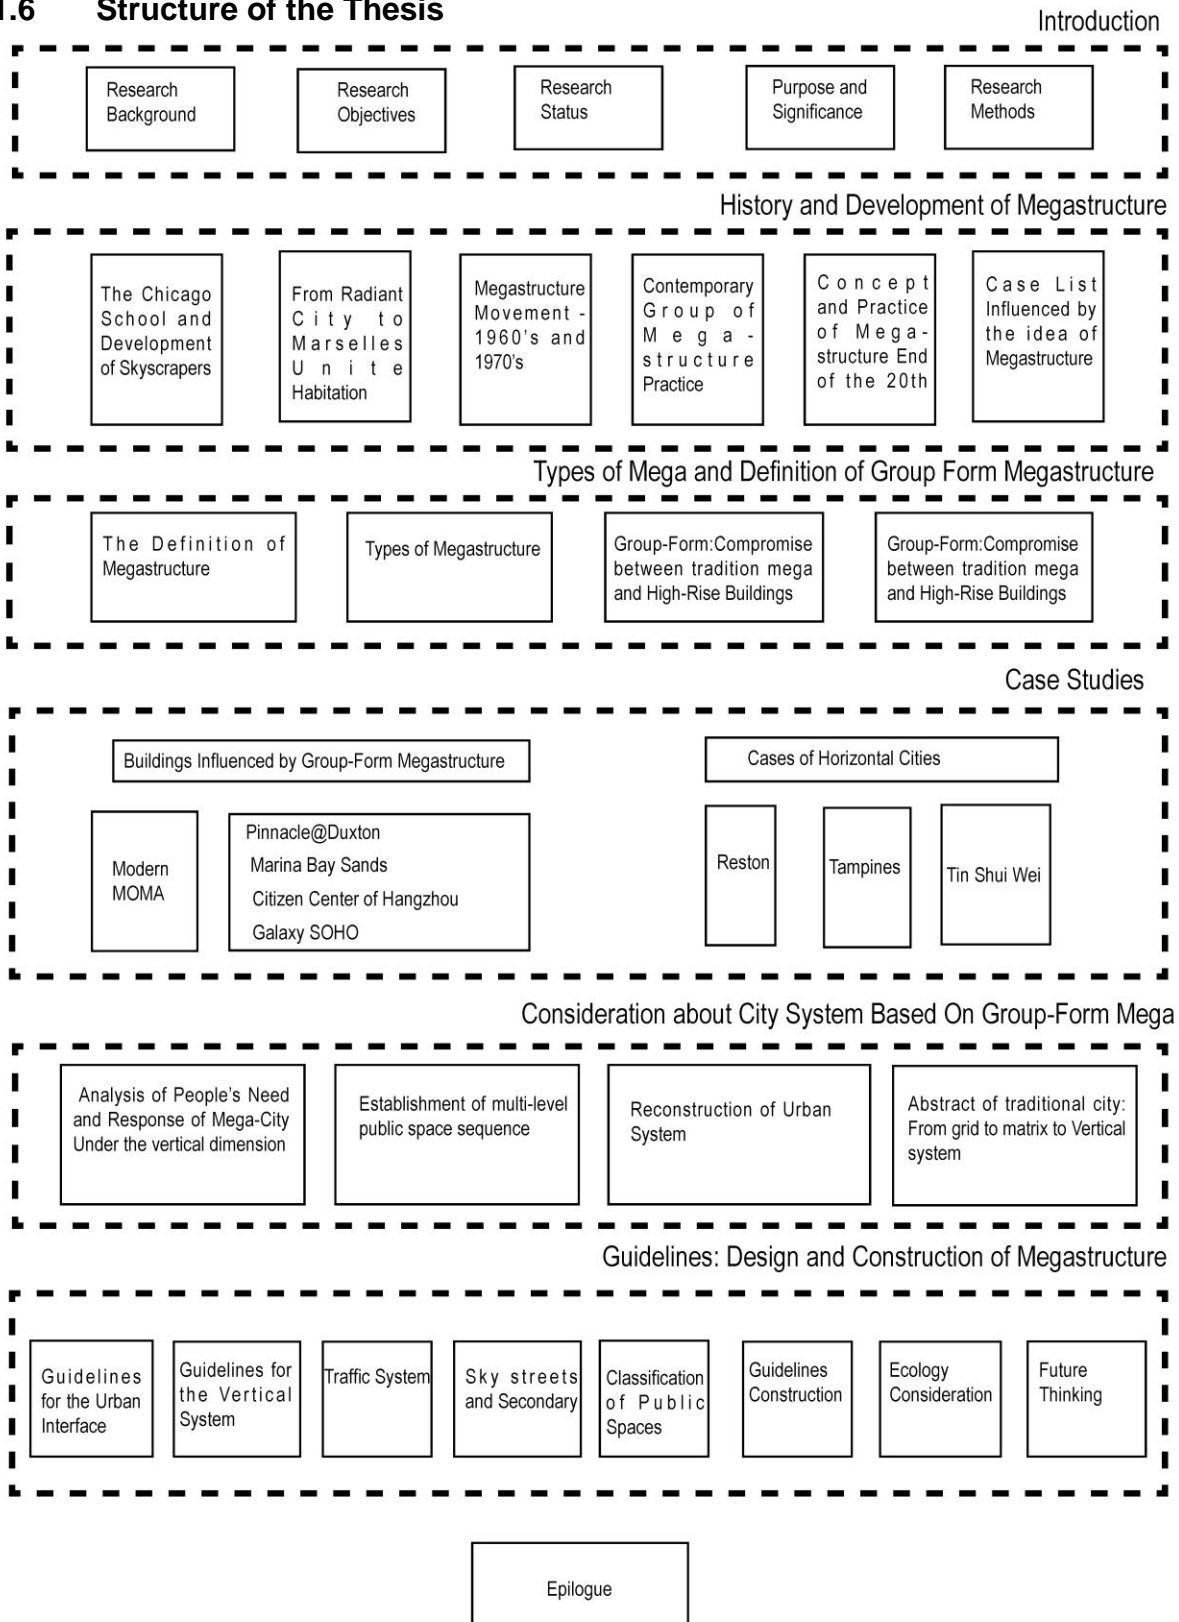 1.6 Structure of the Thesis
Introduction
Research
Background
Research
Objectives
Research
Status
Purpose and
Significance
Research
Methods
History and Development of Megastructure
The Chicago
School and
Development
of Skyscrapers
From Radiant
City to
Marselles
Unite
Habitation
Megastructure
Movement -
1960's and
1970's
Contemporary
Group of
Mega-
structure
Practice
Concept
and Practice
of Mega-
structure End
of the 20th
Case List
Influenced by
the idea of
Megastructure
Types of Mega and Definition of Group Form Megastructure
The Definition of
Megastructure
Types of Megastructure
Group-Form:Compromise
between tradition mega
and High-Rise Buildings
Group-Form:Compromise
between tradition mega
and High-Rise Buildings
Case Studies
Buildings Influenced by Group-Form Megastructure
Cases of Horizontal Cities
Modern
MOMA
Pinnacle@Duxton
Marina Bay Sands
Citizen Center of Hangzhou
Galaxy SOHO
Reston
Tampines
Tin Shui Wei
Consideration about City System Based On Group-Form Mega
Analysis of People's Need
and Response of Mega-City
Under the vertical dimension
Establishment of multi-level
public space sequence
Reconstruction of Urban
System
Abstract of traditional city:
From grid to matrix to Vertical
system
Guidelines: Design and Construction of Megastructure
Guidelines
for the Urban
Interface
Guidelines for
the Vertical
System
Traffic System
Sky streets
and Secondary
Classification
of Public
Spaces
Guidelines
Construction
Ecology
Consideration
Future
Thinking
Epilogue